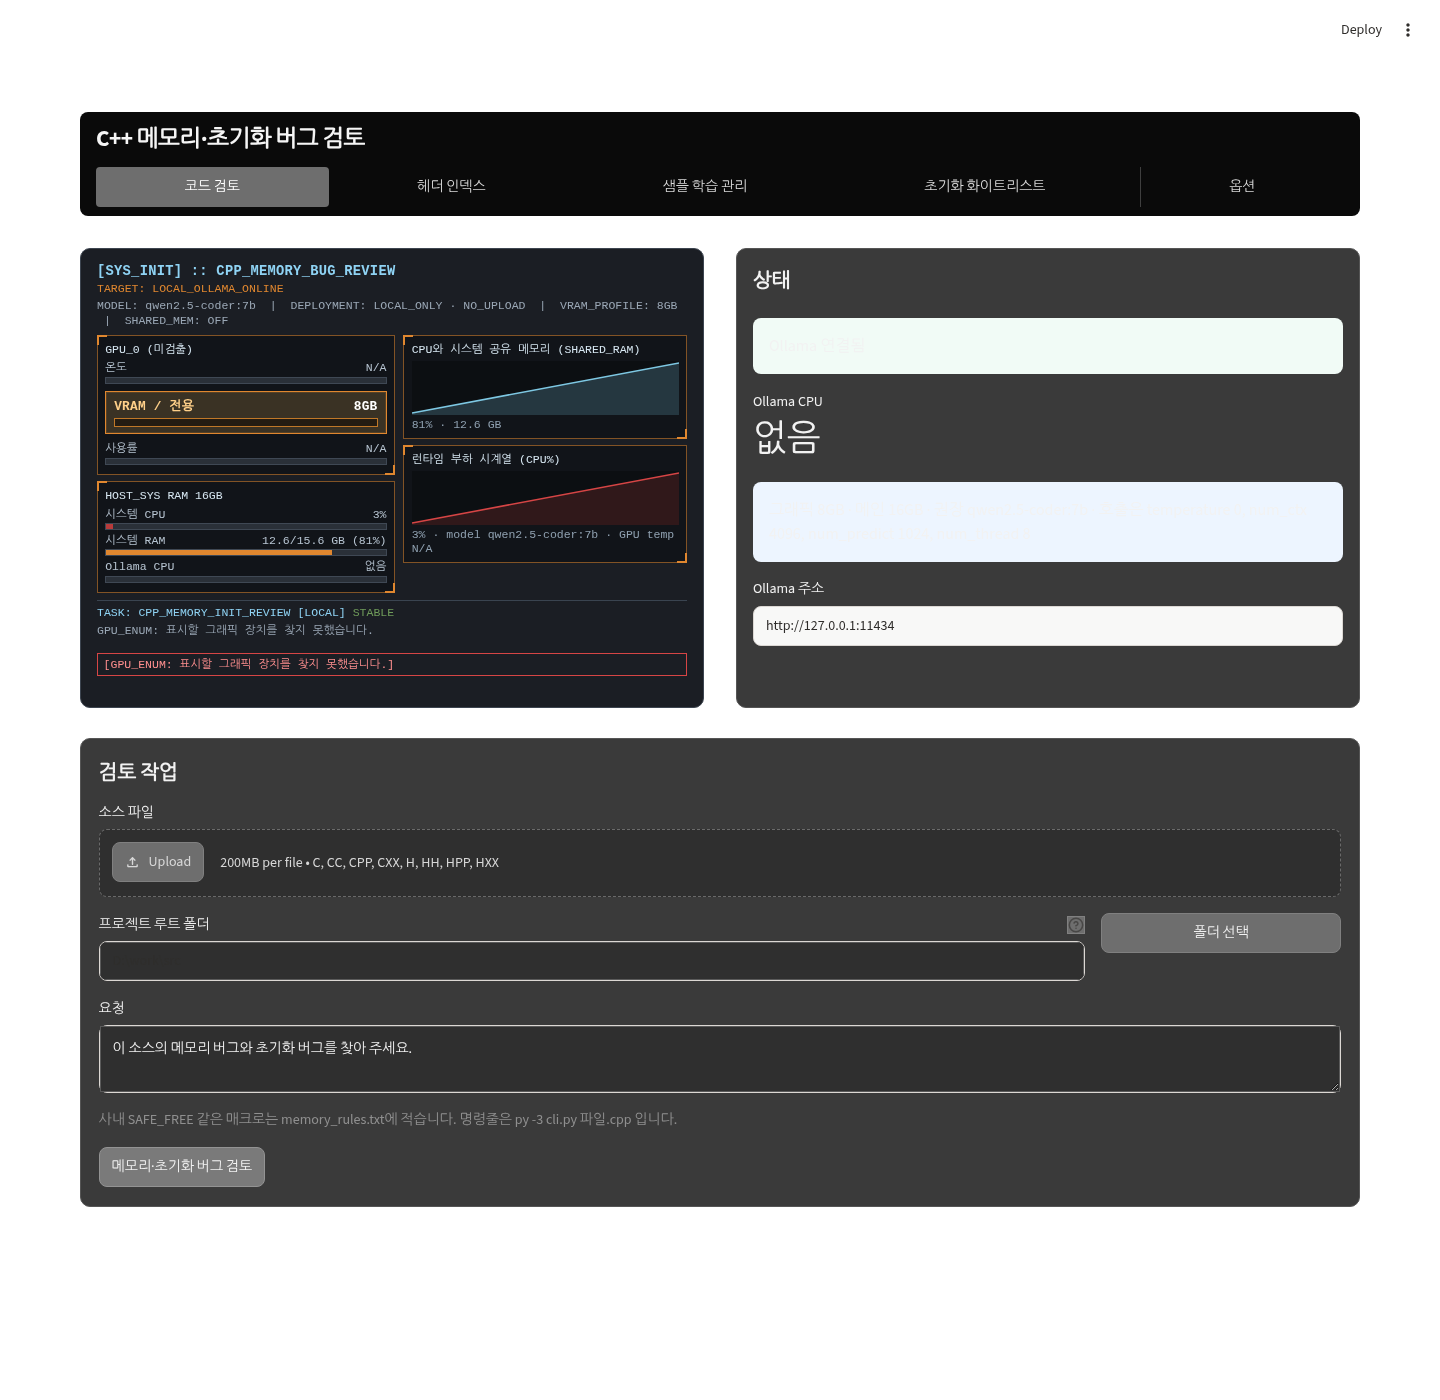 Deploy
C++ 메모리·초기화 버그 검토
코드 검토
헤더 인덱스
샘플 학습 관리
초기화 화이트리스트
옵션
[SYS_INIT] :: CPP_MEMORY_BUG_REVIEW
TARGET: LOCAL_OLLAMA_ONLINE
MODEL: qwen2.5-coder:7b | DEPLOYMENT: LOCAL_ONLY · NO_UPLOAD | VRAM_PROFILE: 8GB
| SHARED_MEM: OFF
GPU_0 (미검출)
온도 N/A
VRAM / 전용 8GB
사용률 N/A
HOST_SYS RAM 16GB
시스템 CPU 3%
시스템 RAM 12.6/15.6 GB (81%)
Ollama CPU 없음
CPU와 시스템 공유 메모리 (SHARED_RAM)
81% · 12.6 GB
런타임 부하 시계열 (CPU%)
3% · model qwen2.5-coder:7b · GPU temp
N/A
TASK: CPP_MEMORY_INIT_REVIEW [LOCAL] STABLE
GPU_ENUM: 표시할 그래픽 장치를 찾지 못했습니다.
[GPU_ENUM: 표시할 그래픽 장치를 찾지 못했습니다.]
상태
Ollama
Ollama CPU
없음
Ollama 주소
http://127.0.0.1:11434
검토 작업
소스 파일
Upload
200MB per file • C, CC, CPP, CXX, H, HH, HPP, HXX
프로젝트 루트 폴더
폴더 선택
요청
이 소스의 메모리 버그와 초기화 버그를 찾아 주세요.
사내 SAFE_FREE 같은 매크로는 memory_rules.txt에 적습니다. 명령줄은 py -3 cli.py 파일.cpp 입니다.
메모리·초기화 버그 검토